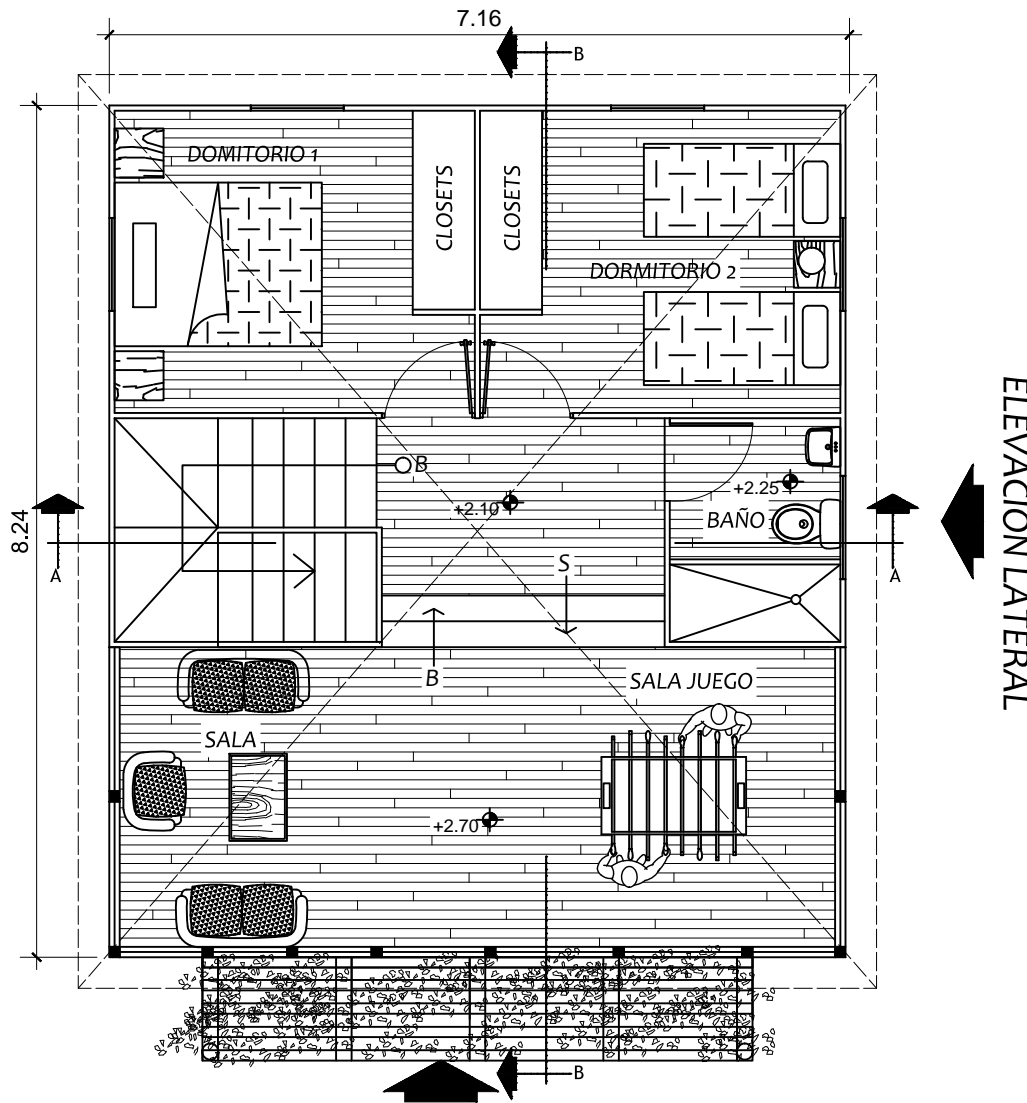 7.16
B
DOMITORIO 1
CLOSETS
CLOSETS
DORMITORIO 2
ELEVACION LATERAL
B
+2.25
+2.10
BAÑO
8.24
A
A
S
B
SALA JUEGO
SALA
+2.70
B